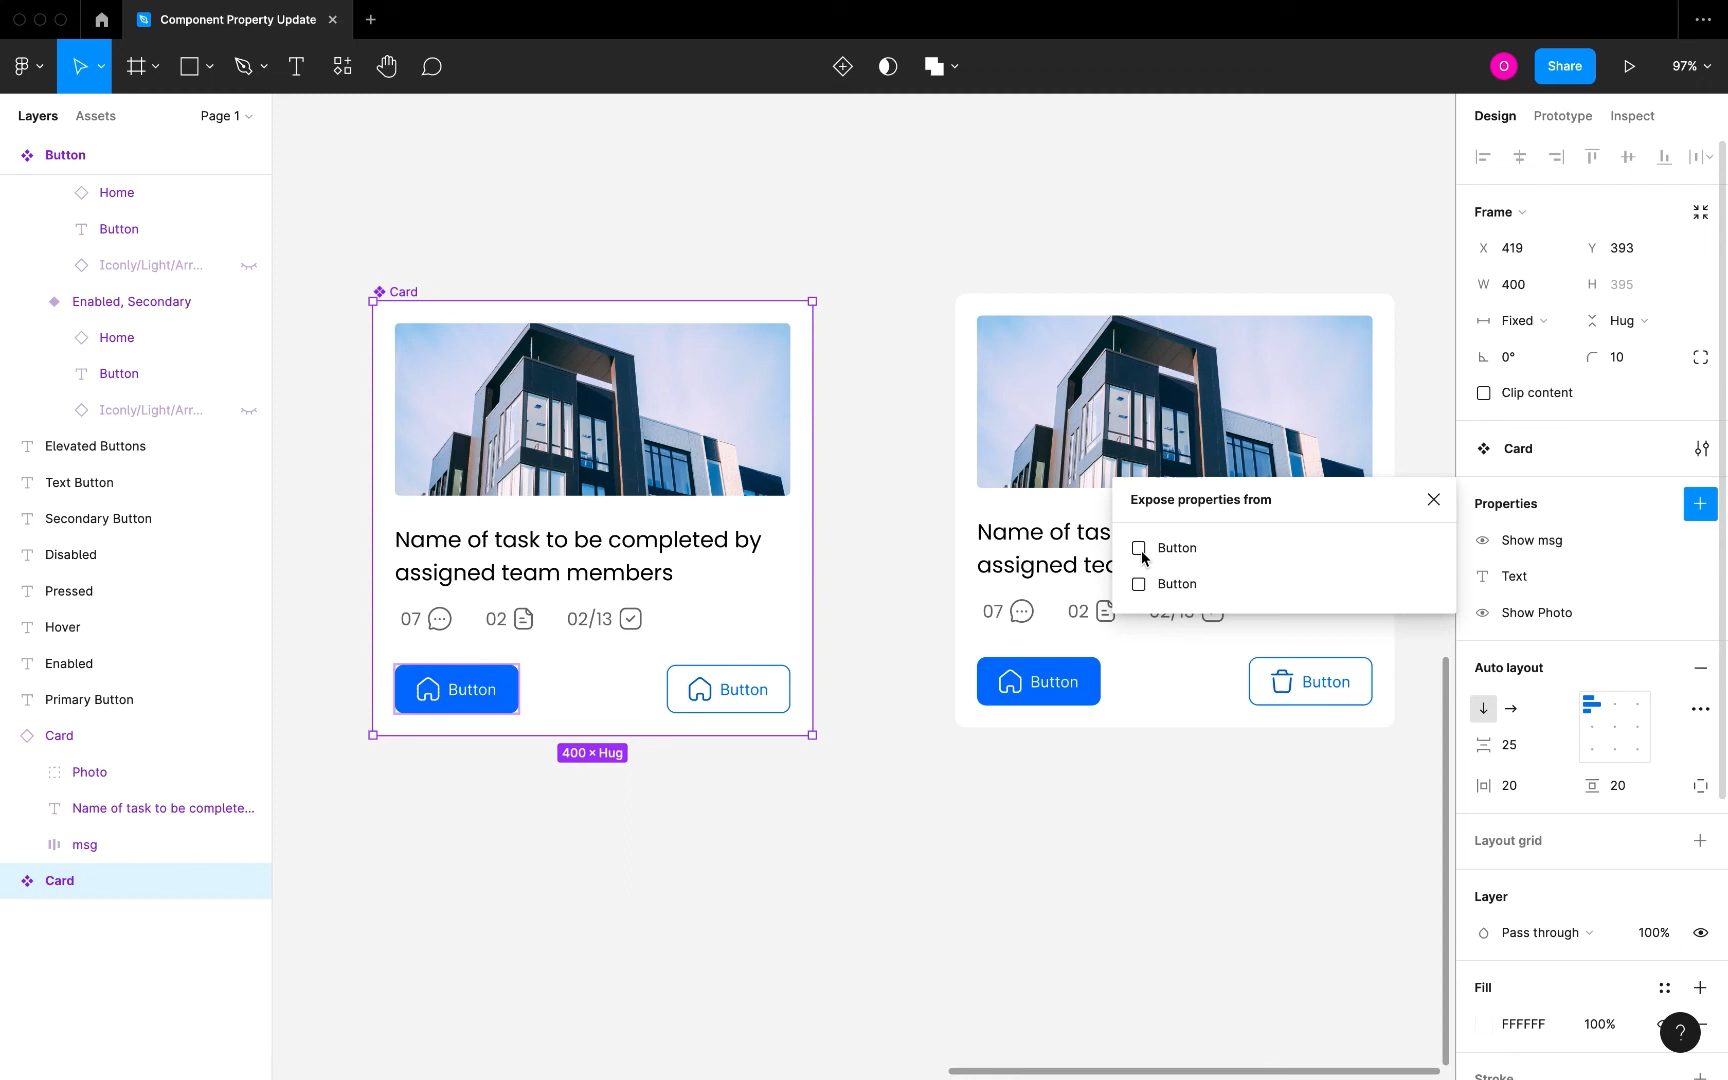 Component Property Update
O
Share
97%
Layers
Assets
Page 1
Button
Home
Button
Iconly/Light/Arr...
Enabled, Secondary
Home
Button
Iconly/Light/Arr...
Elevated Buttons
Text Button
Secondary Button
Disabled
Pressed
Hover
Enabled
Primary Button
Card
Photo
Name of task to be complete...
msg
Card
Card
Name of task to be completed by
assigned team members
07
02
02/13
Button
Button
400 × Hug
Name of tas
assigned tea
07
02
02/13
Button
Button
Expose properties from
Button
Button
Design
Prototype
Inspect
Frame
X 419
Y 393
W 400
H 395
Fixed
Hug
0°
10
Clip content
Card
Properties
Show msg
Text
Show Photo
Auto layout
25
20
20
Layout grid
Layer
Pass through
100%
Fill
FFFFFF
100%
?
Stroke